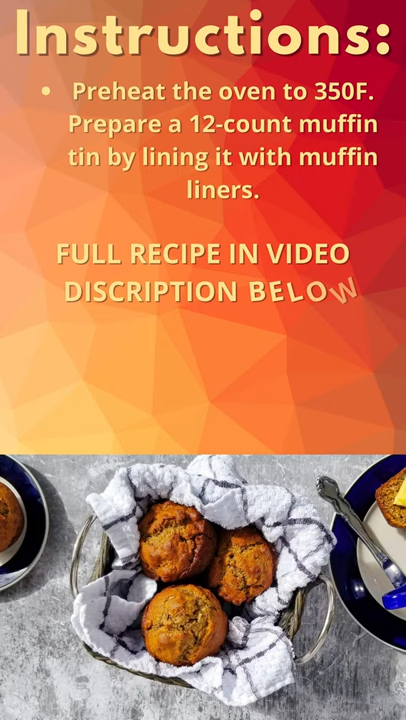 Instructions:
• Preheat the oven to 350F.
Prepare a 12-count muffin
tin by lining it with muffin
liners.
FULL RECIPE IN VIDEO
DISCRIPTION BELOW